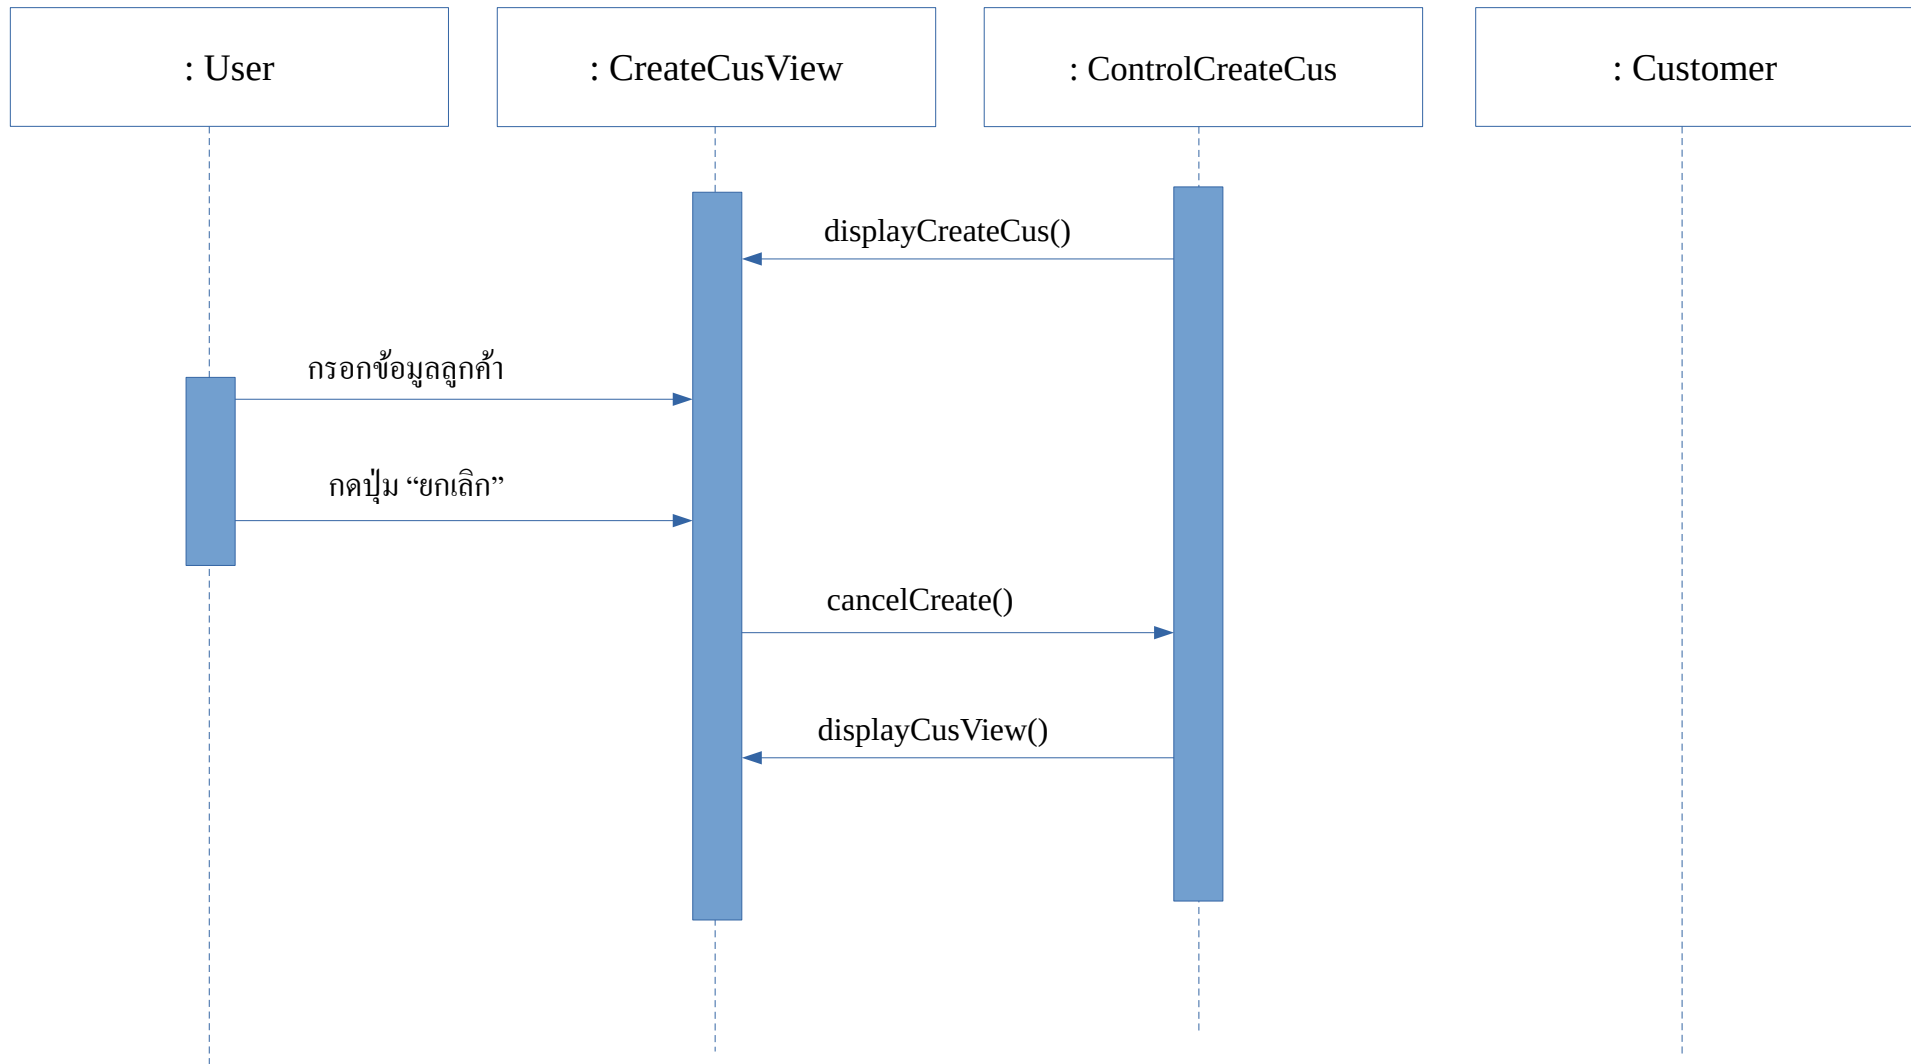 : User
: CreateCusView
: ControlCreateCus
: Customer
displayCreateCus()
กรอกข้อมูลลูกค้า
กดปุ่ม “ยกเลิก”
cancelCreate()
displayCusView()